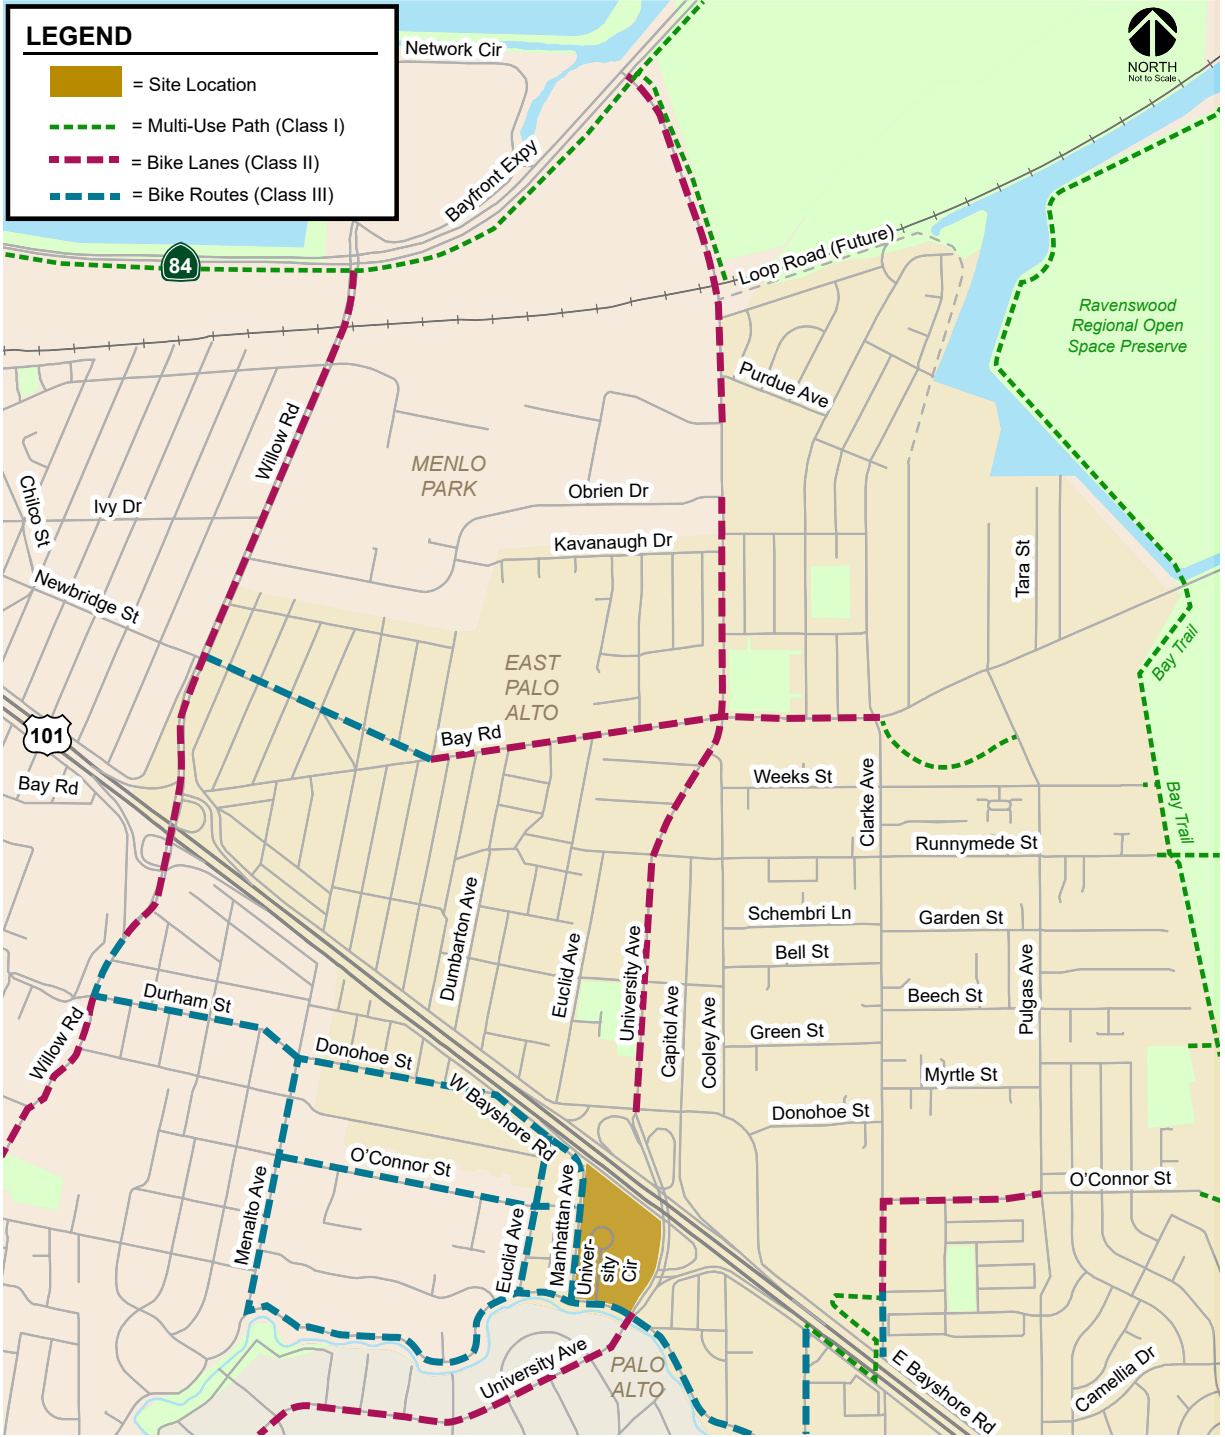 LEGEND
= Site Location
= Multi-Use Path (Class I)
= Bike Lanes (Class II)
= Bike Routes (Class III)
NORTH
Not to Scale
Network Cir
Bayfront Expy
84
Loop Road (Future)
Ravenswood
Regional Open
Space Preserve
Purdue Ave
Willow Rd
MENLO
PARK
Obrien Dr
Ivy Dr
Chilco St
Kavanaugh Dr
Tara St
Newbridge St
EAST
PALO
ALTO
Bay Trail
101
Bay Rd
Bay Rd
Weeks St
Clarke Ave
Bay Trail
Runnymede St
Dumbarton Ave
Schembri Ln
Garden St
Euclid Ave
University Ave
Bell St
Pulgas Ave
Durham St
Capitol Ave
Cooley Ave
Beech St
Willow Rd
Donohoe St
Green St
W Bayshore Rd
Myrtle St
Donohoe St
O'Connor St
O'Connor St
Menalto Ave
Euclid Ave
Manhattan Ave
Univer-
sity
Cir
University Ave
PALO
ALTO
E Bayshore Rd
Camellia Dr